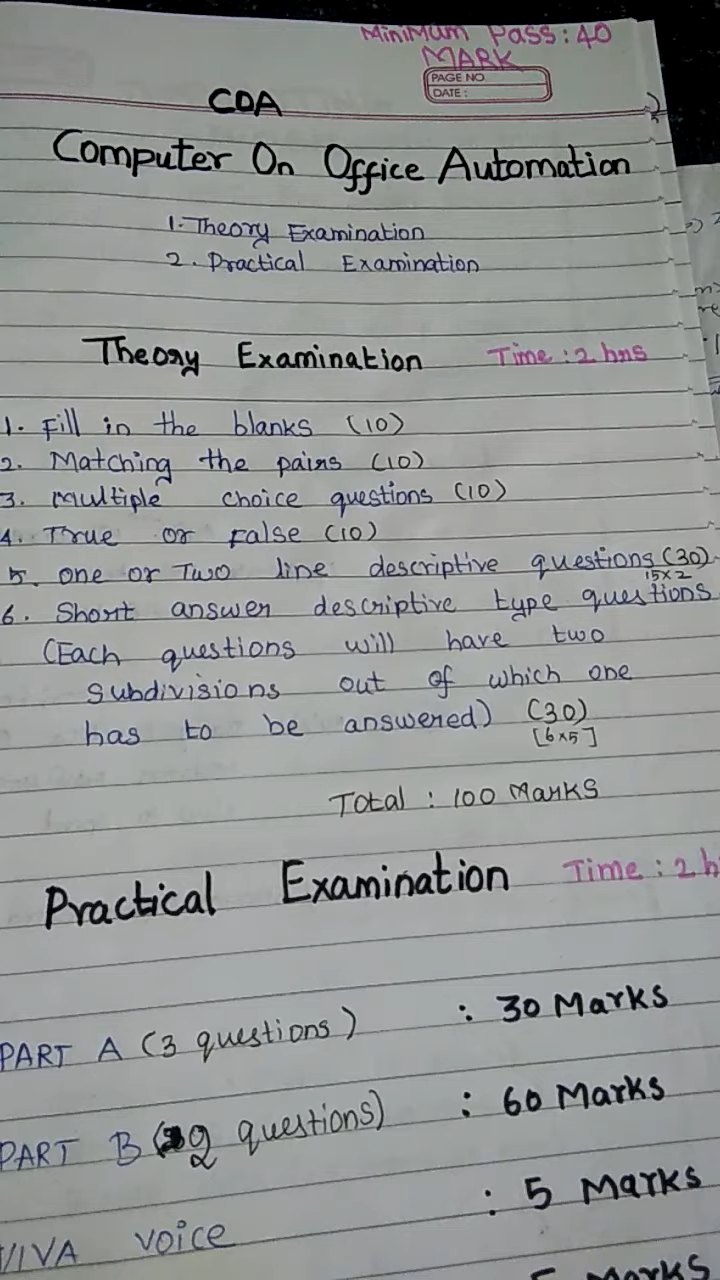 Minimum Pass: 40
MARK
PAGE NO.
DATE:
COA
Computer On Office Automation
1. Theory Examination
2. Practical Examination
Theory Examination Time: 2 hrs
1. Fill in the blanks (10)
2. Matching the pairs (10)
3. Multiple choice questions (10)
4. True or False (10)
5. one or Two line descriptive questions (30)
15x2
6. Short answer descriptive type questions
(Each questions will have two
subdivisions out of which one
has to be answered) (30)
[6x5]
Total : 100 Marks
Practical Examination Time: 2 h
PART A (3 questions) : 30 Marks
PART B (2 questions) : 60 Marks
VIVA voice : 5 Marks
5 Marks